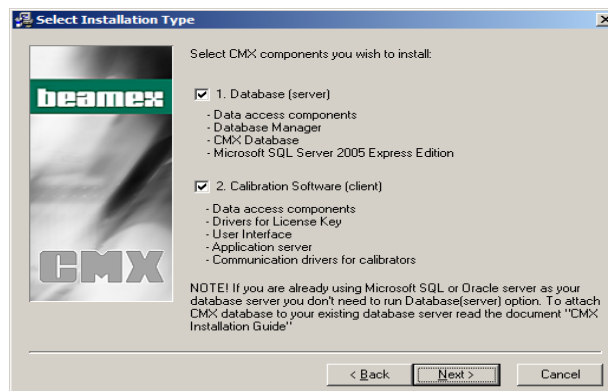 Select Installation Type
Select CMX components you wish to install:
beamex
1. Database (server)
- Data access components
- Database Manager
- CMX Database
- Microsoft SQL Server 2005 Express Edition
2. Calibration Software (client)
- Data access components
- Drivers for License Key
- User Interface
- Application server
- Communication drivers for calibrators
CMX
NOTE! If you are already using Microsoft SQL or Oracle server as your
database server you don't need to run Database(server) option. To attach
CMX database to your existing database server read the document "CMX
Installation Guide"
< Back Next > Cancel